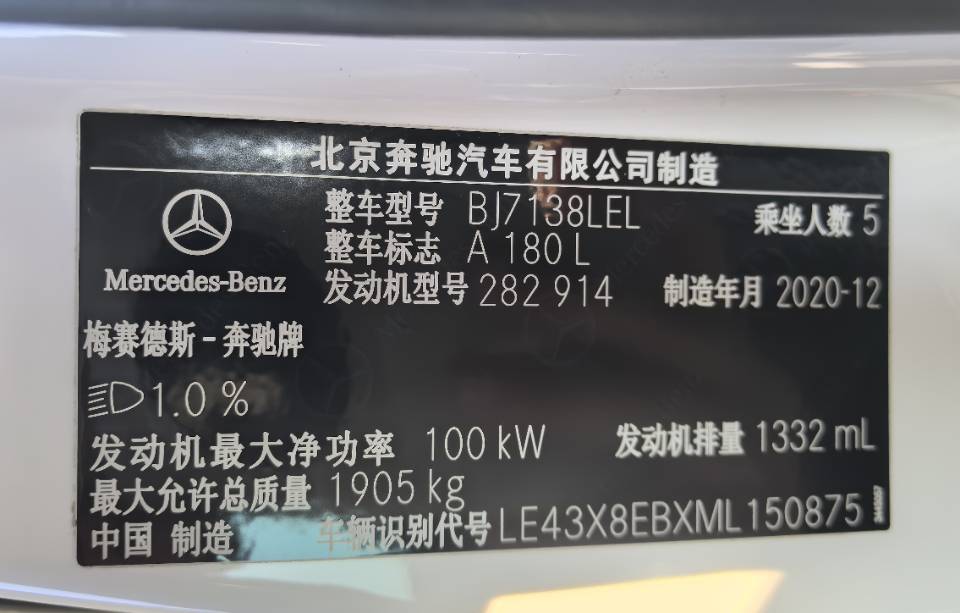 北京奔驰汽车有限公司制造
整车型号 BJ7138LEL 乘坐人数 5
整车标志 A 180 L
发动机型号 282 914 制造年月 2020-12
Mercedes-Benz
梅赛德斯-奔驰牌
1.0 %
发动机最大净功率 100 kW 发动机排量 1332 mL
最大允许总质量 1905 kg
中国 制造 车辆识别代号 LE43X8EBXML150875